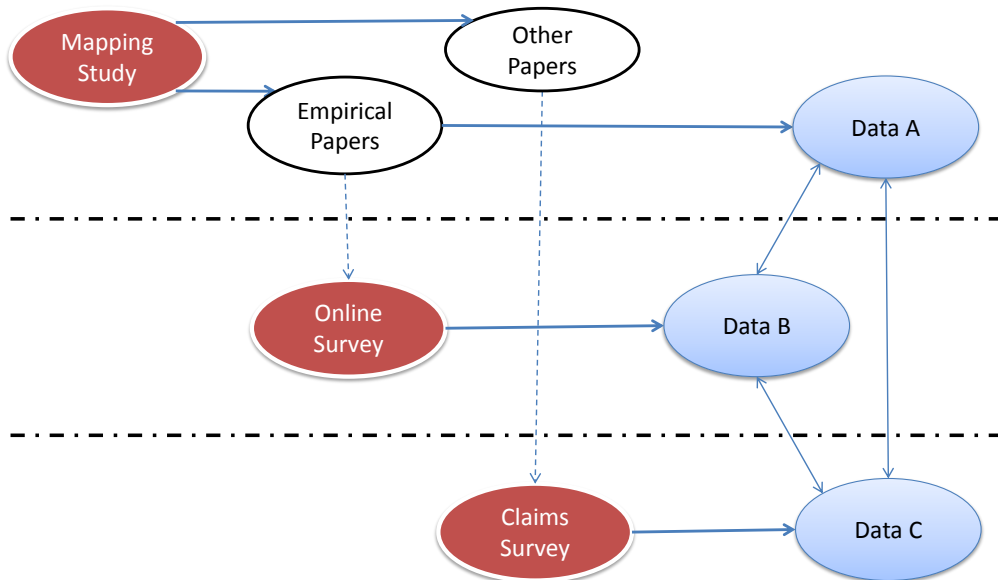 Mapping
Study
Other
Papers
Empirical
Papers
Data A
Online
Survey
Data B
Claims
Survey
Data C